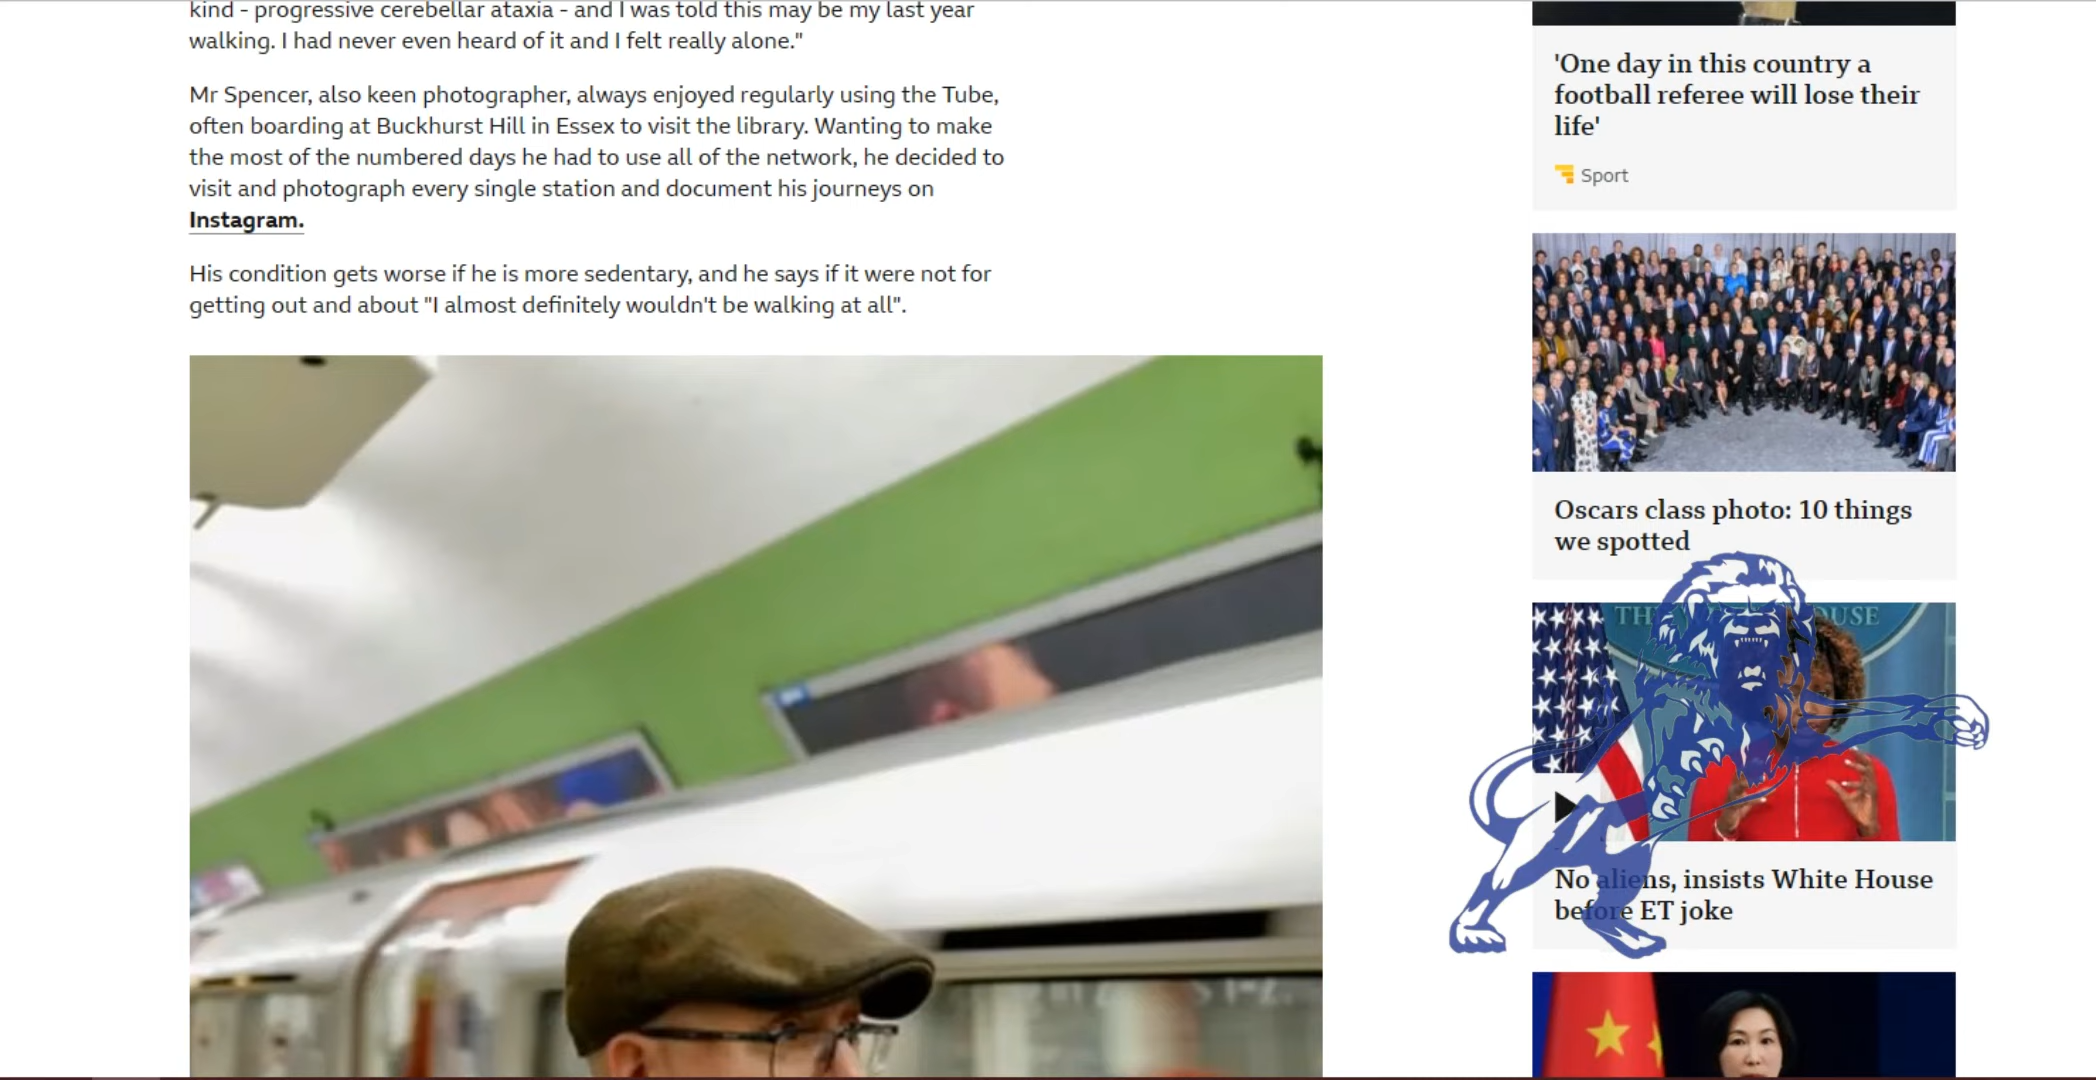 kind - progressive cerebellar ataxia - and I was told this may be my last year
walking. I had never even heard of it and I felt really alone."
Mr Spencer, also keen photographer, always enjoyed regularly using the Tube,
often boarding at Buckhurst Hill in Essex to visit the library. Wanting to make
the most of the numbered days he had to use all of the network, he decided to
visit and photograph every single station and document his journeys on
Instagram.
His condition gets worse if he is more sedentary, and he says if it were not for
getting out and about "I almost definitely wouldn't be walking at all".
'One day in this country a
football referee will lose their
life'
Sport
Oscars class photo: 10 things
we spotted
No aliens, insists White House
before ET joke